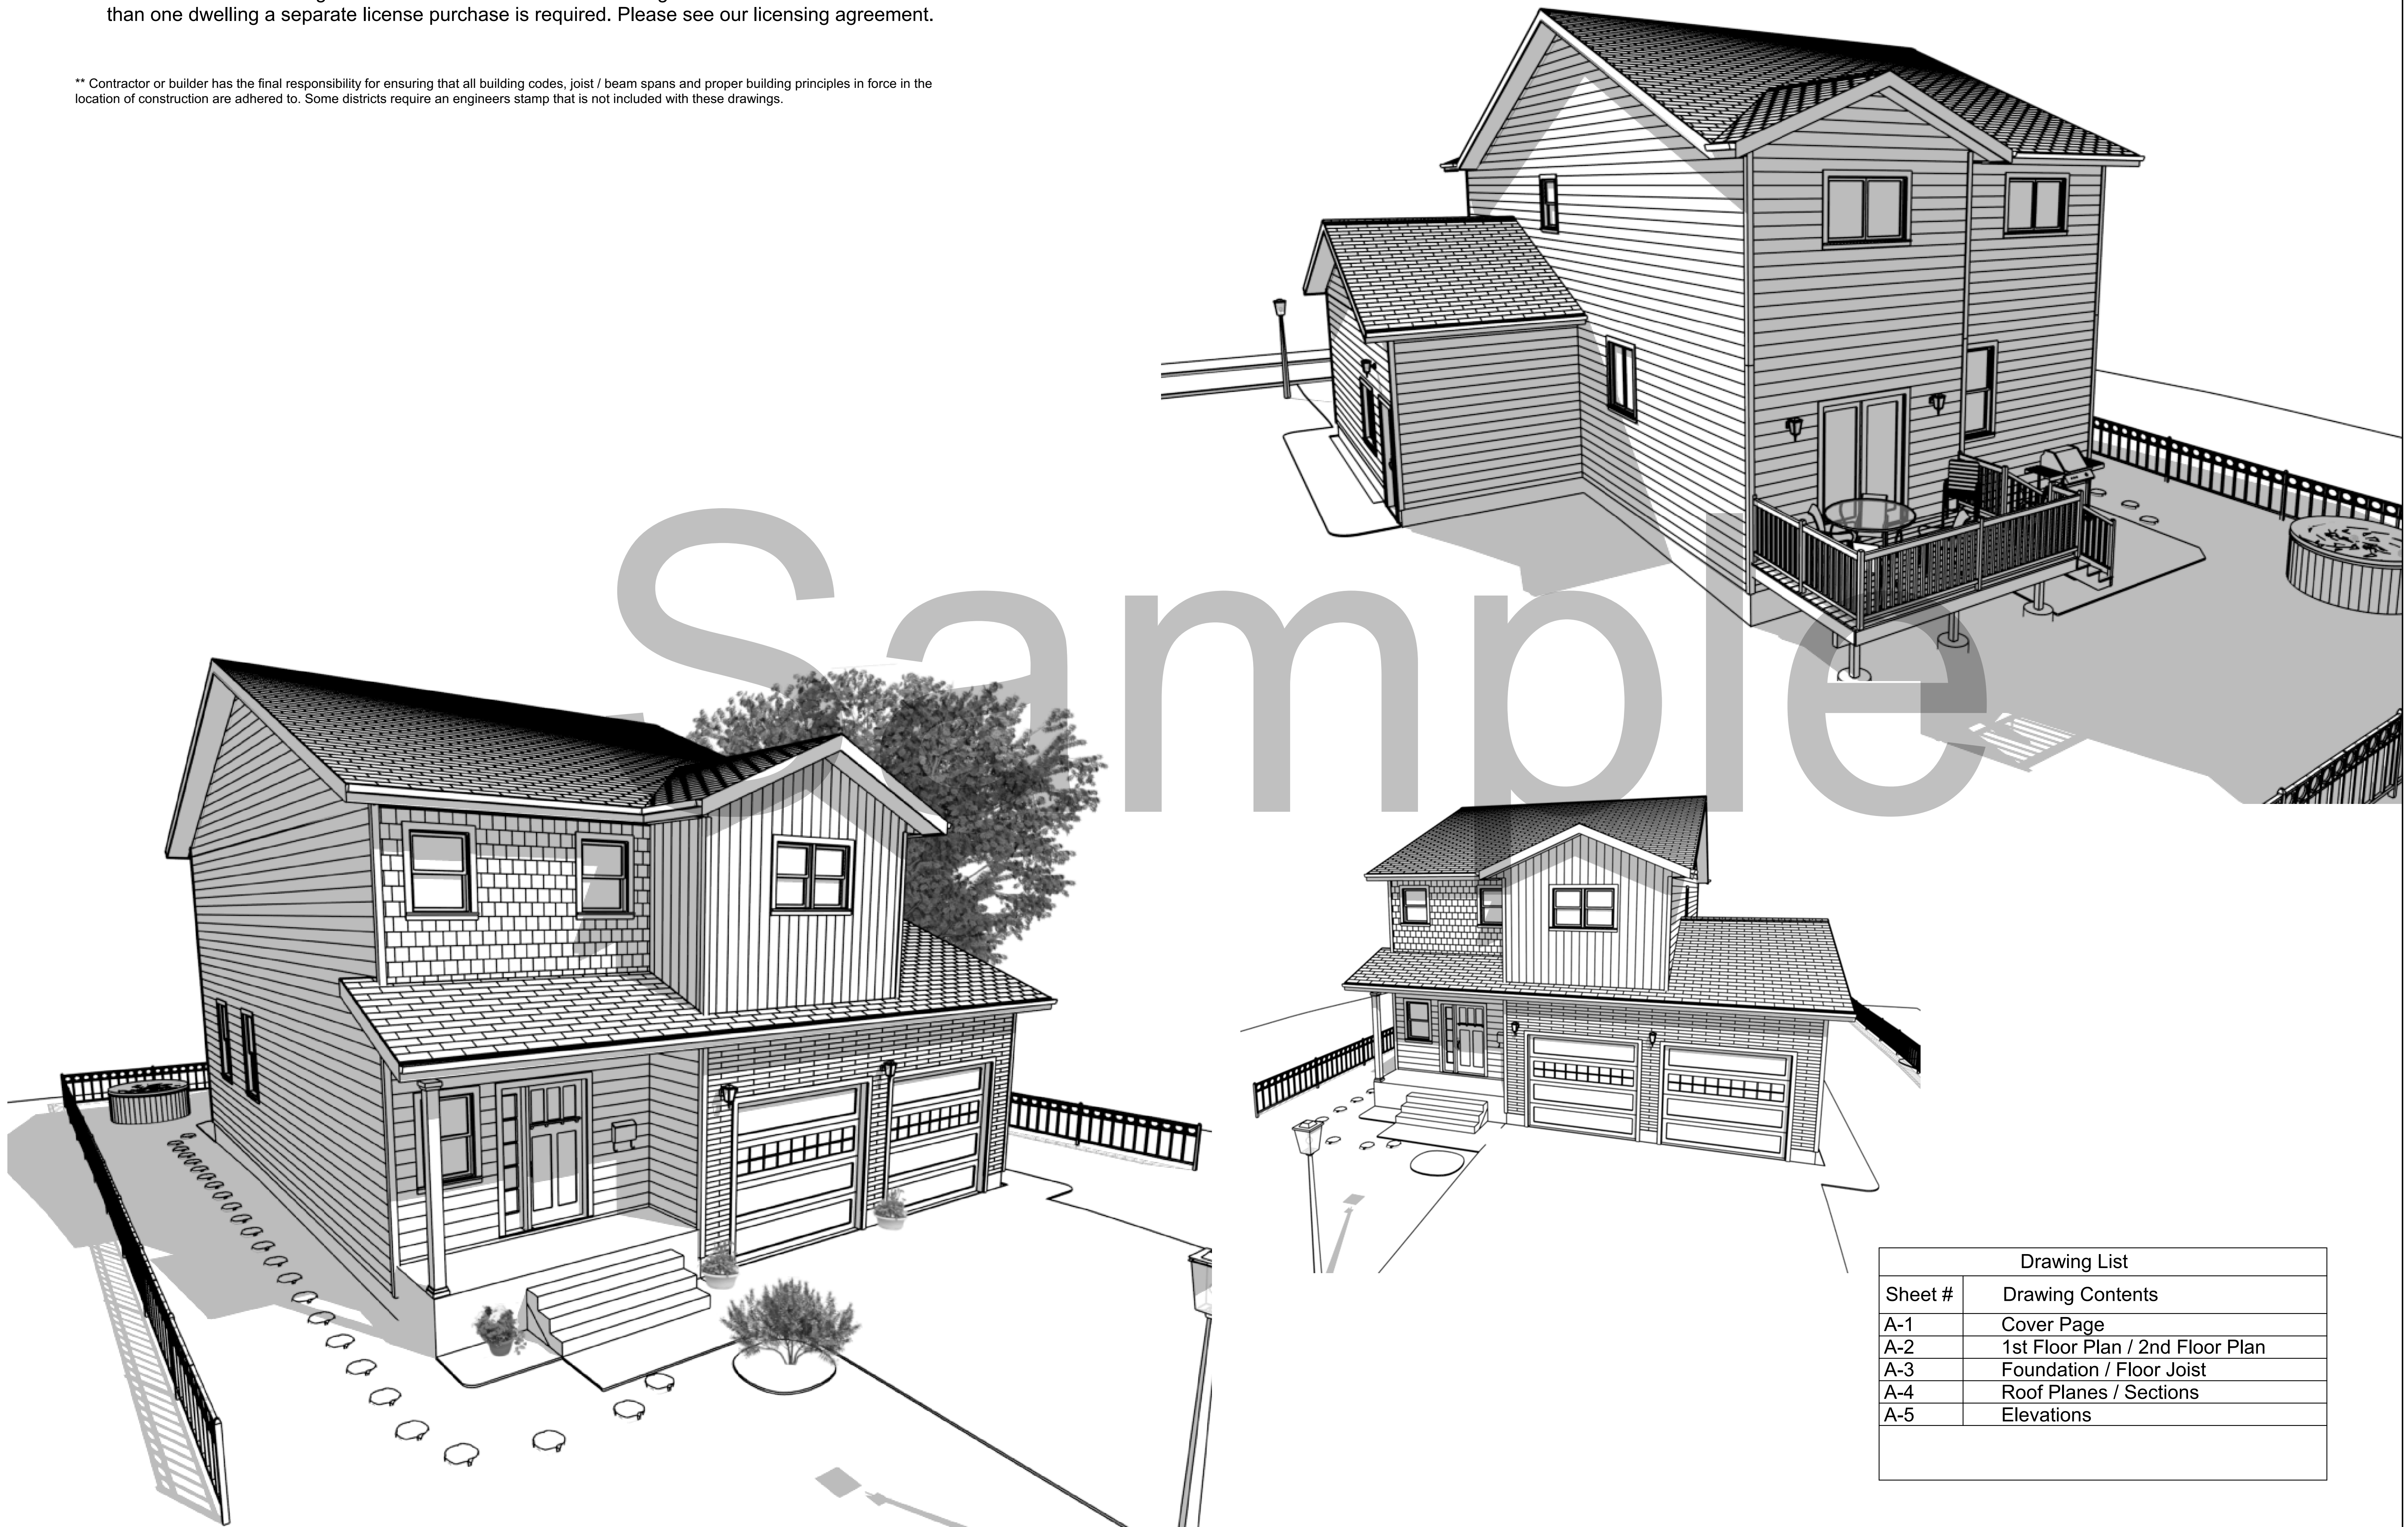 than one dwelling a separate license purchase is required. Please see our licensing agreement.
** Contractor or builder has the final responsibility for ensuring that all building codes, joist / beam spans and proper building principles in force in the
location of construction are adhered to. Some districts require an engineers stamp that is not included with these drawings.
Sample
Drawing List
Sheet # Drawing Contents
A-1 Cover Page
A-2 1st Floor Plan / 2nd Floor Plan
A-3 Foundation / Floor Joist
A-4 Roof Planes / Sections
A-5 Elevations